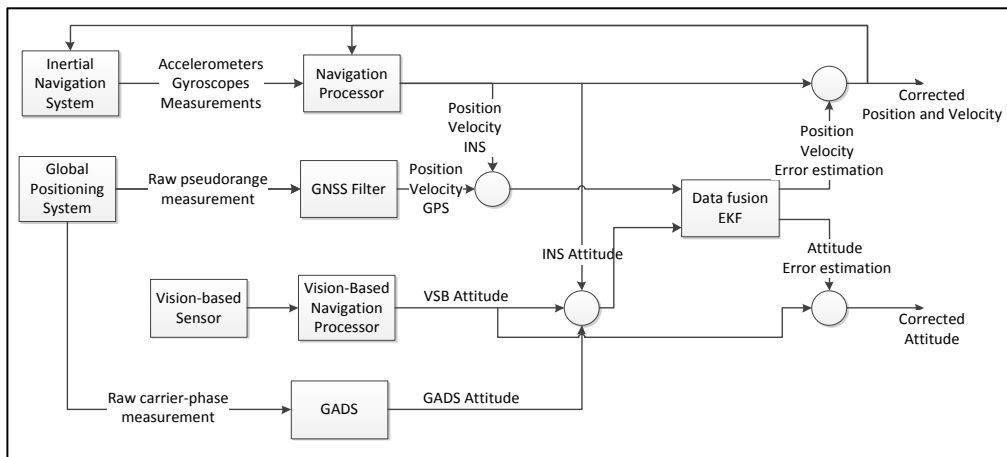 Inertial
Navigation
System
Accelerometers
Gyroscopes
Measurements
Navigation
Processor
Position
Velocity
INS
Corrected
Position and Velocity
Position
Velocity
Error estimation
Global
Positioning
System
Raw pseudorange
measurement
GNSS Filter
Position
Velocity
GPS
Data fusion
EKF
INS Attitude
Attitude
Error estimation
Vision-based
Sensor
Vision-Based
Navigation
Processor
VSB Attitude
Corrected
Attitude
Raw carrier-phase
measurement
GADS
GADS Attitude